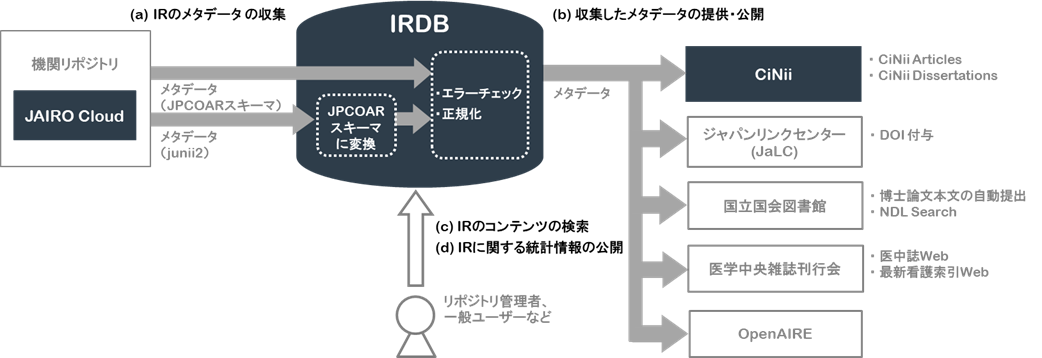 (a) IRのメタデータ の収集
IRDB
(b) 収集したメタデータの提供・公開
機関リポジトリ
JAIRO Cloud
メタデータ
(JPCOARスキーマ)
メタデータ
(junii2)
JPCOAR
スキーマ
に変換
・エラーチェック
・正規化
メタデータ
CiNii
・CiNii Articles
・CiNii Dissertations
ジャパンリンクセンター
(JaLC)
・DOI 付与
国立国会図書館
・博士論文本文の自動提出
・NDL Search
医学中央雑誌刊行会
・医中誌Web
・最新看護索引Web
OpenAIRE
(c) IRのコンテンツの検索
(d) IRに関する統計情報の公開
リポジトリ管理者、
一般ユーザーなど